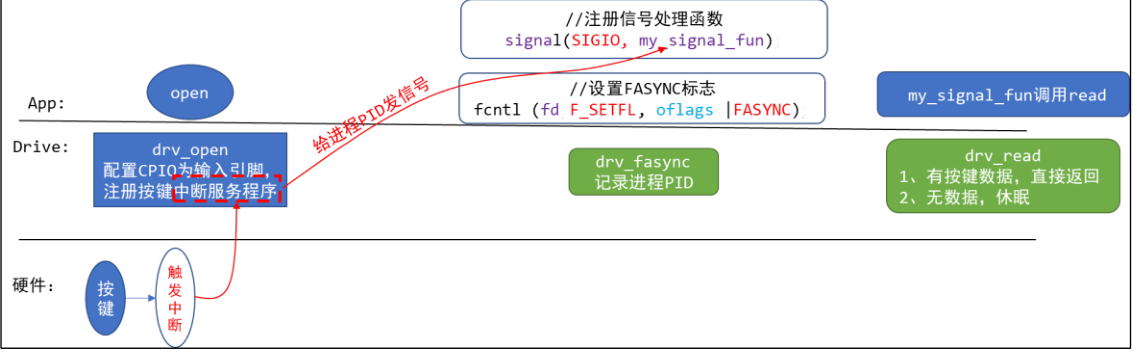 //注册信号处理函数
signal(SIGIO, my_signal_fun)
App:
open
给进程PID发信号
//设置FASYNC标志
fcntl (fd F_SETFL, oflags |FASYNC)
my_signal_fun调用read
Drive:
drv_open
配置CPIO为输入引脚,
注册按键中断服务程序
drv_fasync
记录进程PID
drv_read
1、有按键数据, 直接返回
2、无数据, 休眠
硬件:
按键
触发中断